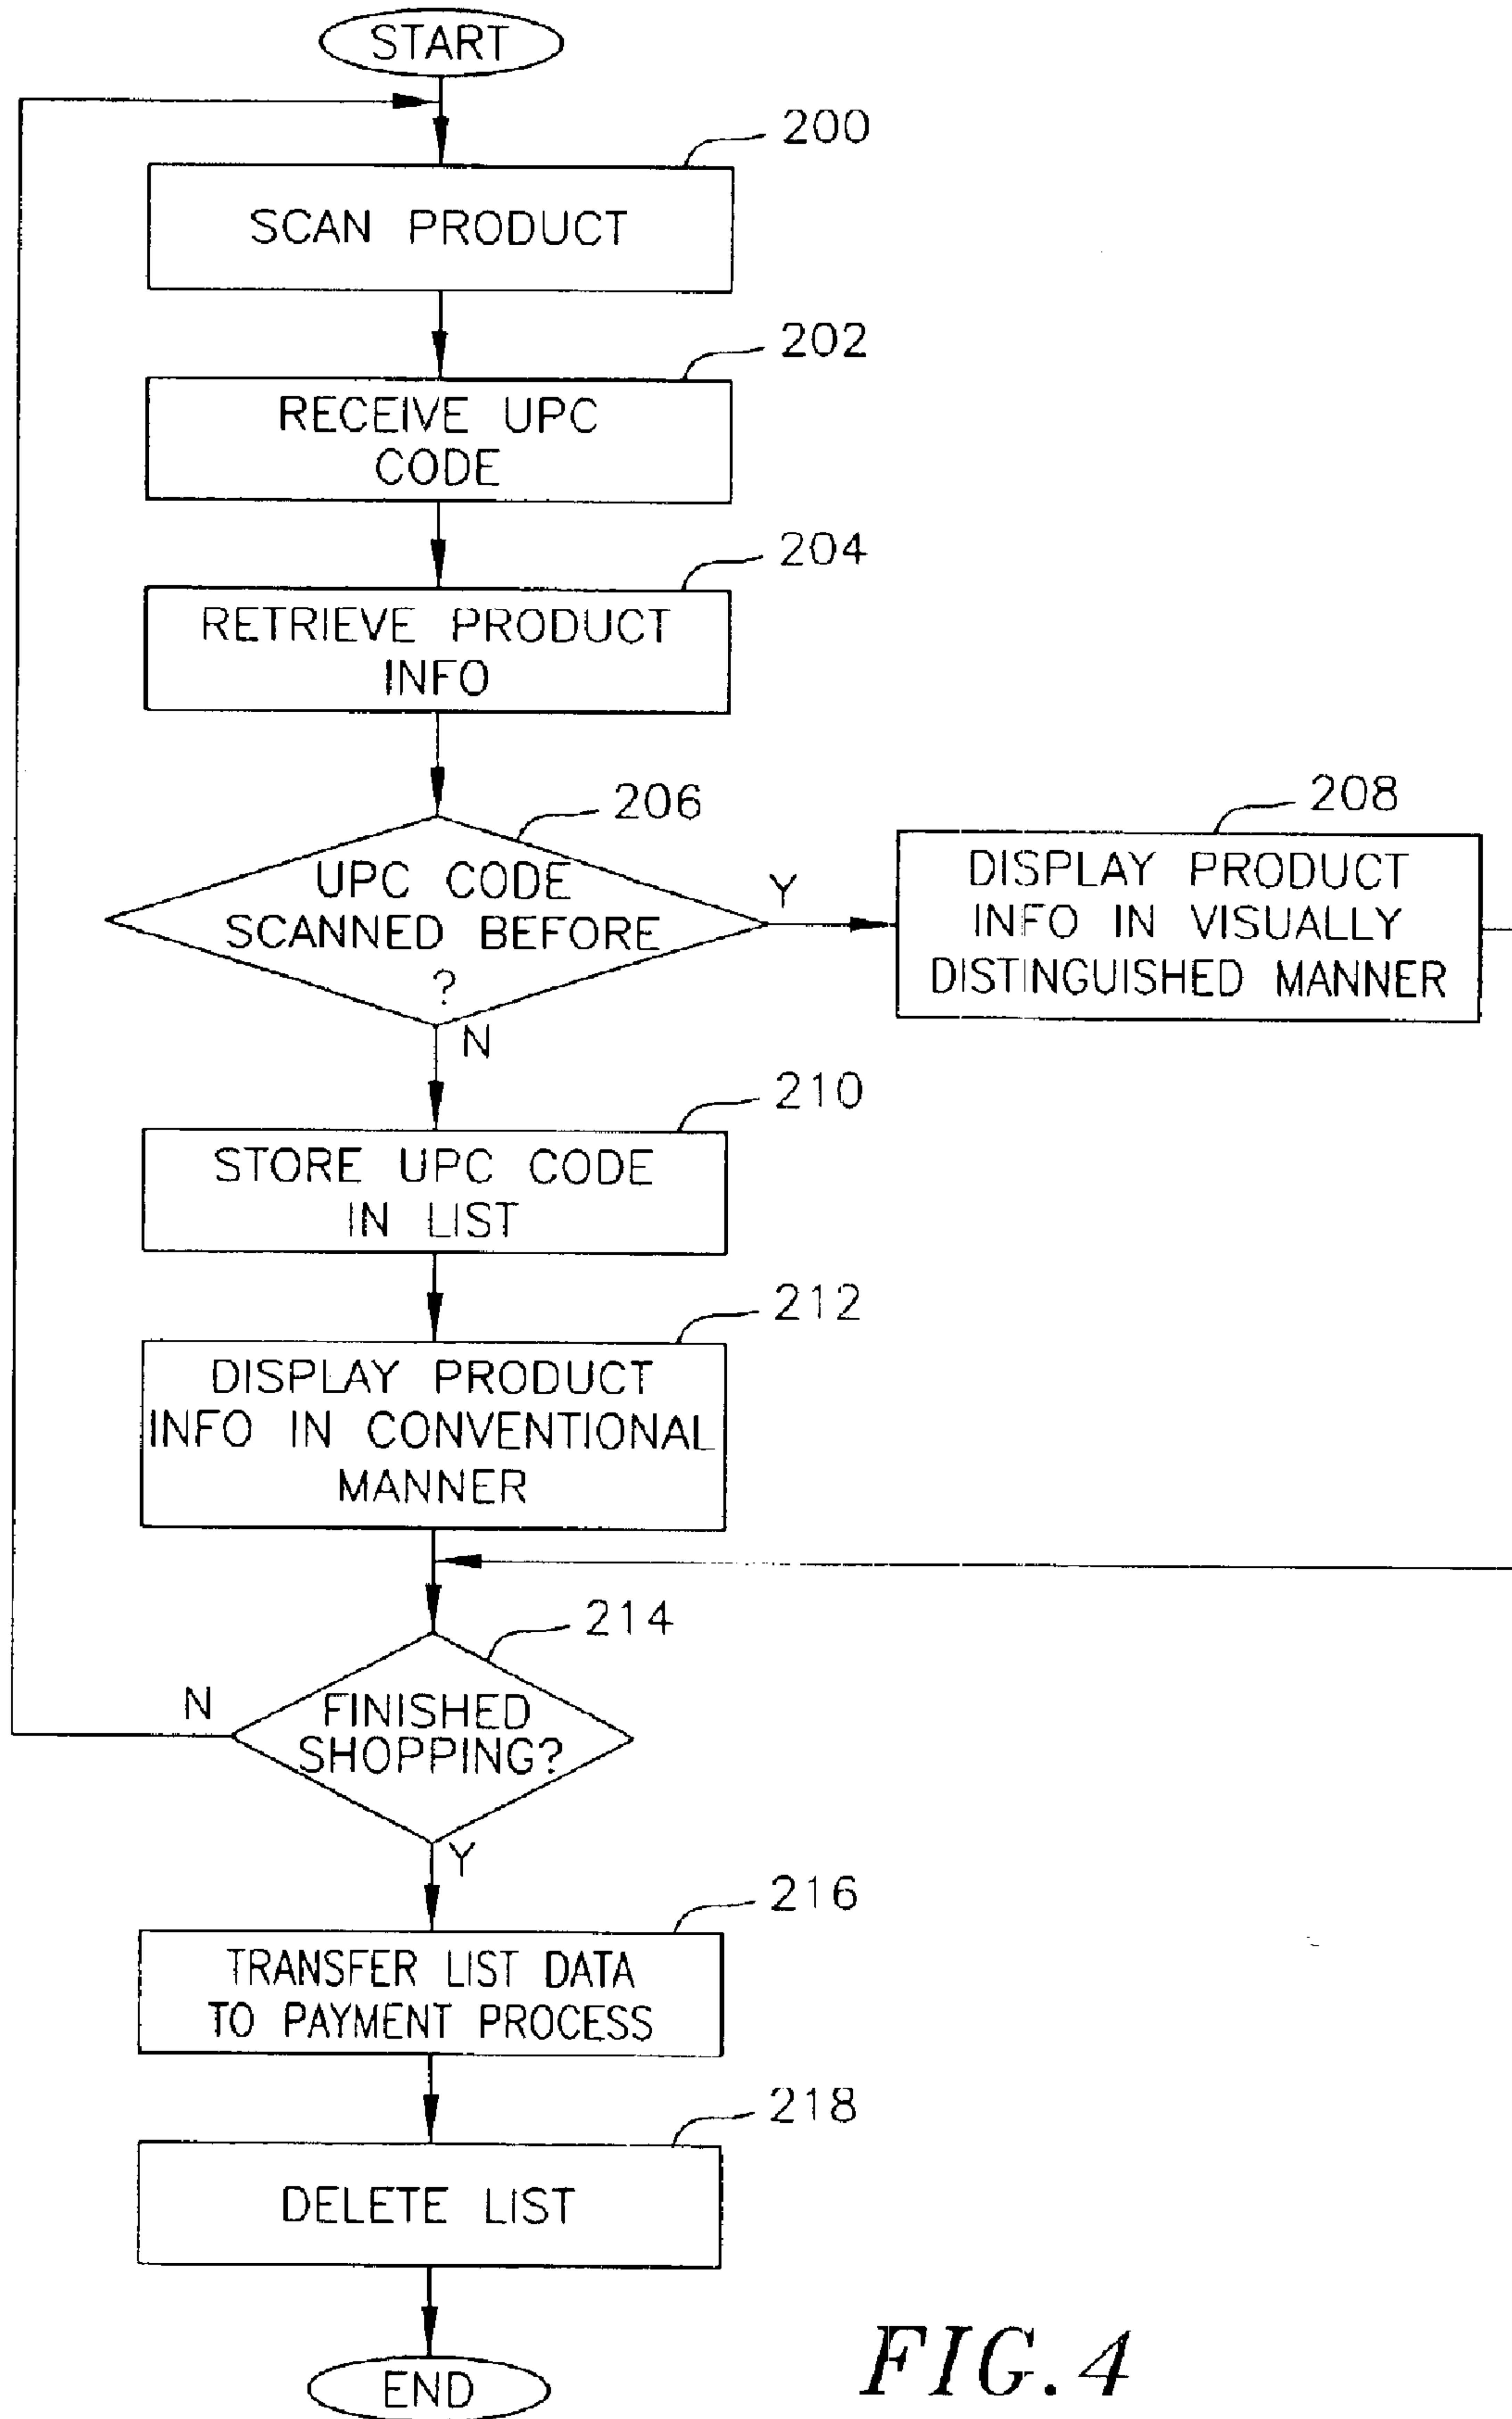 START
200
SCAN PRODUCT
202
RECEIVE UPC
CODE
204
RETRIEVE PRODUCT
INFO
206
UPC CODE
SCANNED BEFORE
?
Y
N
208
DISPLAY PRODUCT
INFO IN VISUALLY
DISTINGUISHED MANNER
210
STORE UPC CODE
IN LIST
212
DISPLAY PRODUCT
INFO IN CONVENTIONAL
MANNER
214
FINISHED
SHOPPING?
N
Y
216
TRANSFER LIST DATA
TO PAYMENT PROCESS
218
DELETE LIST
END
FIG. 4